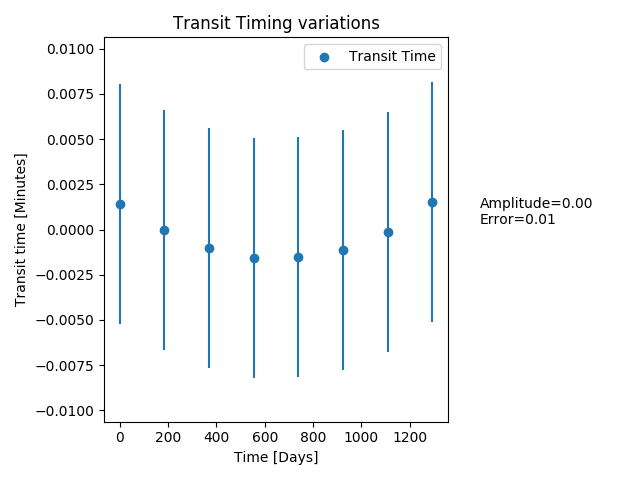 Transit Timing variations
Transit Time
0.0100
0.0075
0.0050
0.0025
0.0000
−0.0025
−0.0050
−0.0075
−0.0100
Transit time [Minutes]
0 200 400 600 800 1000 1200
Time [Days]
Amplitude=0.00
Error=0.01